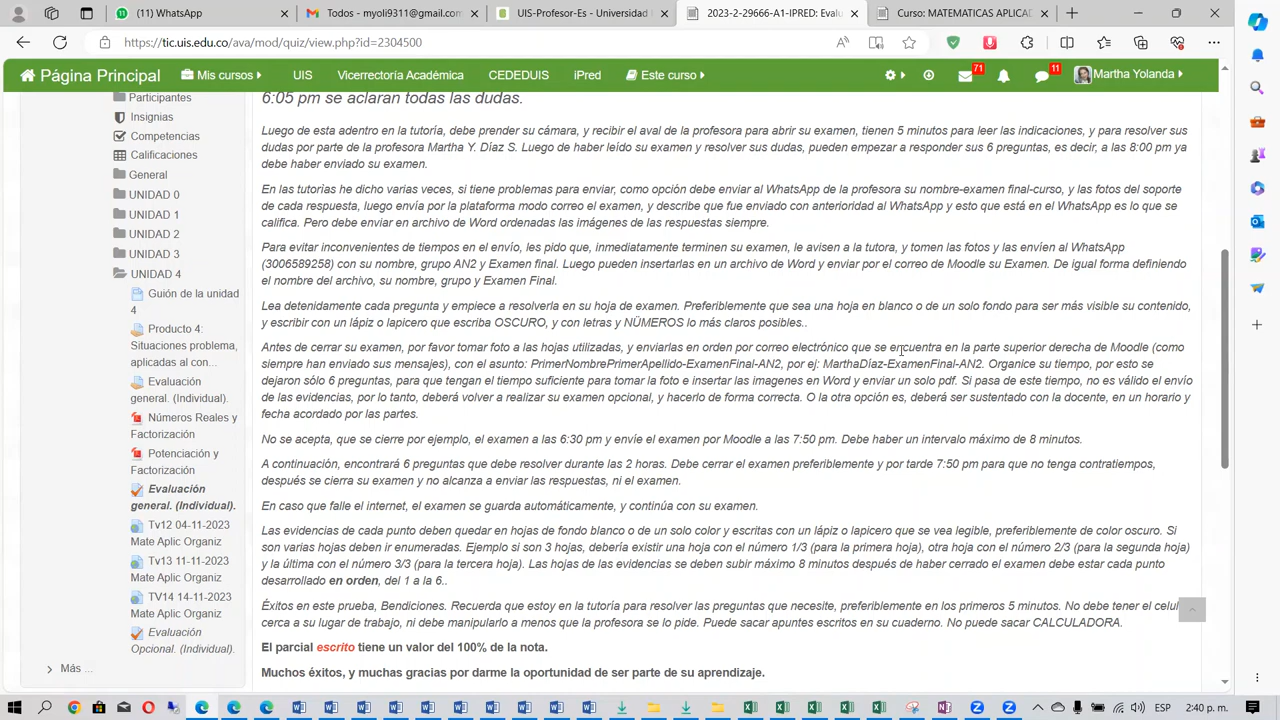 (11) WhatsApp
Todos - myoli9311@gmail.com
UIS-Profesor-Es - Universidad
2023-2-29666-A1-IPRED: Evalu
Curso: MATEMATICAS APLICAD
https://tic.uis.edu.co/ava/mod/quiz/view.php?id=2304500
Página Principal Mis cursos UIS Vicerrectoría Académica CEDEDUIS iPred Este curso 71 11 Martha Yolanda
Participantes
Insignias
Competencias
Calificaciones
General
UNIDAD 0
UNIDAD 1
UNIDAD 2
UNIDAD 3
UNIDAD 4
Guión de la unidad
4
Producto 4:
Situaciones problema,
aplicadas al con...
Evaluación
general. (Individual).
Números Reales y
Factorización
Potenciación y
Factorización
Evaluación
general. (Individual).
Tv12 04-11-2023
Mate Aplic Organiz
Tv13 11-11-2023
Mate Aplic Organiz
TV14 14-11-2023
Mate Aplic Organiz
Evaluación
Opcional. (Individual).
Más ...
6:05 pm se aclaran todas las dudas.
Luego de esta adentro en la tutoría, debe prender su cámara, y recibir el aval de la profesora para abrir su examen, tienen 5 minutos para leer las indicaciones, y para resolver sus
dudas por parte de la profesora Martha Y. Díaz S. Luego de haber leído su examen y resolver sus dudas, pueden empezar a responder sus 6 preguntas, es decir, a las 8:00 pm ya
debe haber enviado su examen.
En las tutorías he dicho varias veces, si tiene problemas para enviar, como opción debe enviar al WhatsApp de la profesora su nombre-examen final-curso, y las fotos del soporte
de cada respuesta, luego envía por la plataforma modo correo el examen, y describe que fue enviado con anterioridad al WhatsApp y esto que está en el WhatsApp es lo que se
califica. Pero debe enviar en archivo de Word ordenadas las imágenes de las respuestas siempre.
Para evitar inconvenientes de tiempos en el envío, les pido que, inmediatamente terminen su examen, le avisen a la tutora, y tomen las fotos y las envíen al WhatsApp
(3006589258) con su nombre, grupo AN2 y Examen final. Luego pueden insertarlas en un archivo de Word y enviar por el correo de Moodle su Examen. De igual forma definiendo
el nombre del archivo, su nombre, grupo y Examen Final.
Lea detenidamente cada pregunta y empiece a resolverla en su hoja de examen. Preferiblemente que sea una hoja en blanco o de un solo fondo para ser más visible su contenido,
y escribir con un lápiz o lapicero que escriba OSCURO, y con letras y NÚMEROS lo más claros posibles..
Antes de cerrar su examen, por favor tomar foto a las hojas utilizadas, y enviarlas en orden por correo electrónico que se encuentra en la parte superior derecha de Moodle (como
siempre han enviado sus mensajes), con el asunto: PrimerNombrePrimerApellido-ExamenFinal-AN2, por ej: MarthaDíaz-ExamenFinal-AN2. Organice su tiempo, por esto se
dejaron sólo 6 preguntas, para que tengan el tiempo suficiente para tomar la foto e insertar las imagenes en Word y enviar un solo pdf. Si pasa de este tiempo, no es válido el envío
de las evidencias, por lo tanto, deberá volver a realizar su examen opcional, y hacerlo de forma correcta. O la otra opción es, deberá ser sustentado con la docente, en un horario y
fecha acordado por las partes.
No se acepta, que se cierre por ejemplo, el examen a las 6:30 pm y envíe el examen por Moodle a las 7:50 pm. Debe haber un intervalo máximo de 8 minutos.
A continuación, encontrará 6 preguntas que debe resolver durante las 2 horas. Debe cerrar el examen preferiblemente y por tarde 7:50 pm para que no tenga contratiempos,
después se cierra su examen y no alcanza a enviar las respuestas, ni el examen.
En caso que falle el internet, el examen se guarda automáticamente, y continúa con su examen.
Las evidencias de cada punto deben quedar en hojas de fondo blanco o de un solo color y escritas con un lápiz o lapicero que se vea legible, preferiblemente de color oscuro. Si
son varias hojas deben ir enumeradas. Ejemplo si son 3 hojas, debería existir una hoja con el número 1/3 (para la primera hoja), otra hoja con el número 2/3 (para la segunda hoja)
y la última con el número 3/3 (para la tercera hoja). Las hojas de las evidencias se deben subir máximo 8 minutos después de haber cerrado el examen debe estar cada punto
desarrollado en orden, del 1 a la 6..
Éxitos en este prueba, Bendiciones. Recuerda que estoy en la tutoría para resolver las preguntas que necesite, preferiblemente en los primeros 5 minutos. No debe tener el celular
cerca a su lugar de trabajo, ni debe manipularlo a menos que la profesora se lo pide. Puede sacar apuntes escritos en su cuaderno. No puede sacar CALCULADORA.
El parcial escrito tiene un valor del 100% de la nota.
Muchos éxitos, y muchas gracias por darme la oportunidad de ser parte de su aprendizaje.
ESP 2:40 p. m.